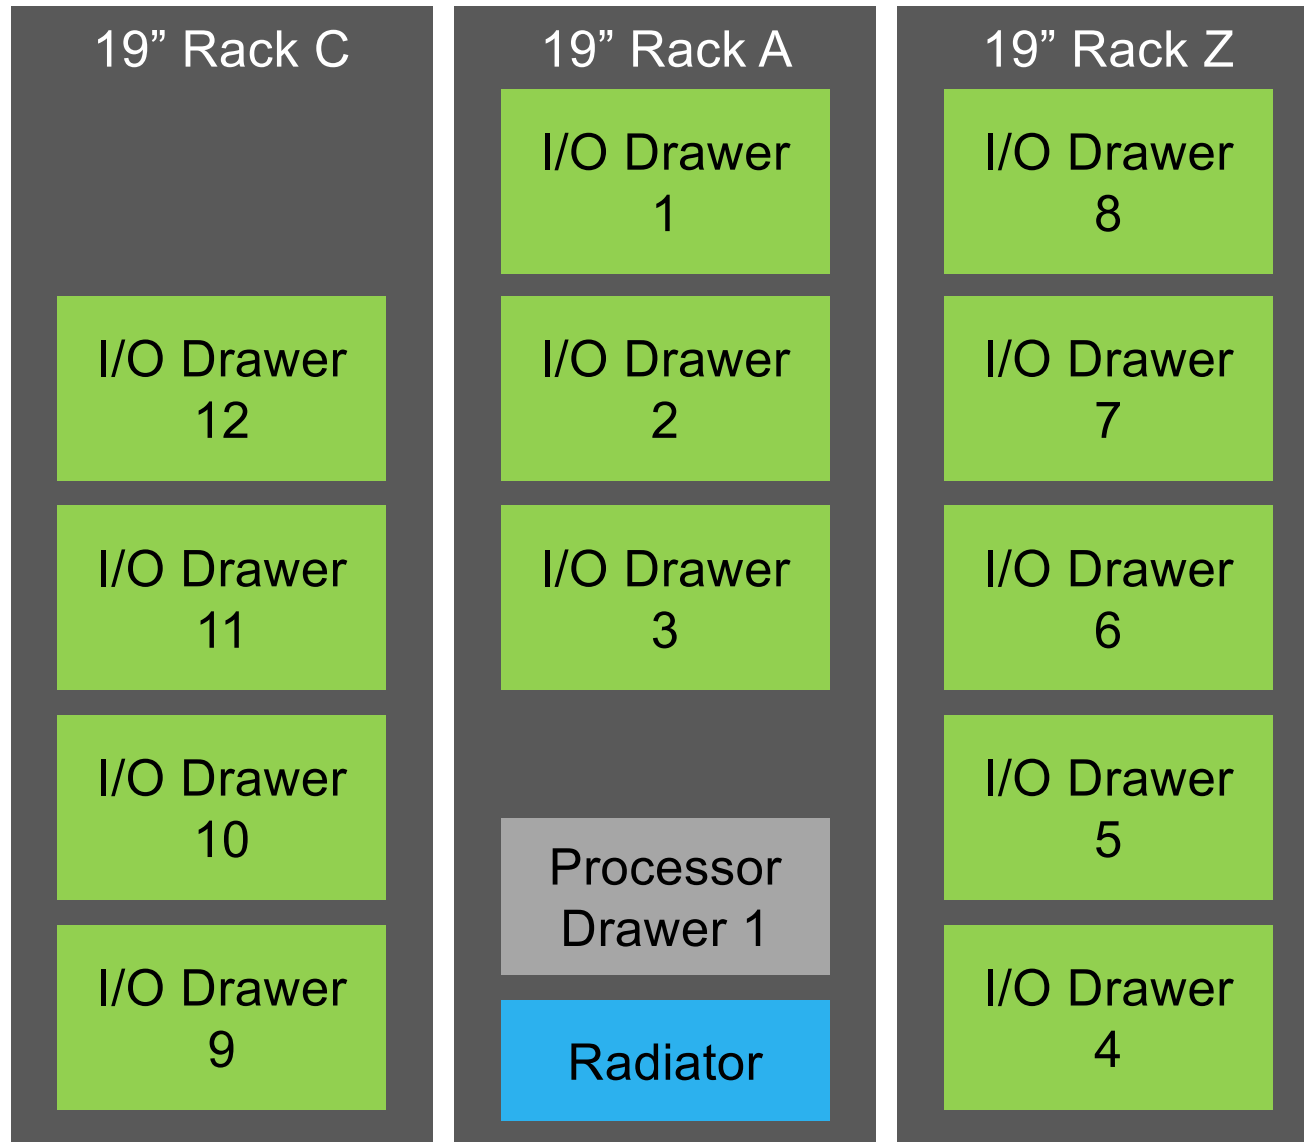 19” Rack C
I/O Drawer
12
I/O Drawer
11
I/O Drawer
10
I/O Drawer
9
19” Rack A
I/O Drawer
1
I/O Drawer
2
I/O Drawer
3
Processor
Drawer 1
Radiator
19” Rack Z
I/O Drawer
8
I/O Drawer
7
I/O Drawer
6
I/O Drawer
5
I/O Drawer
4